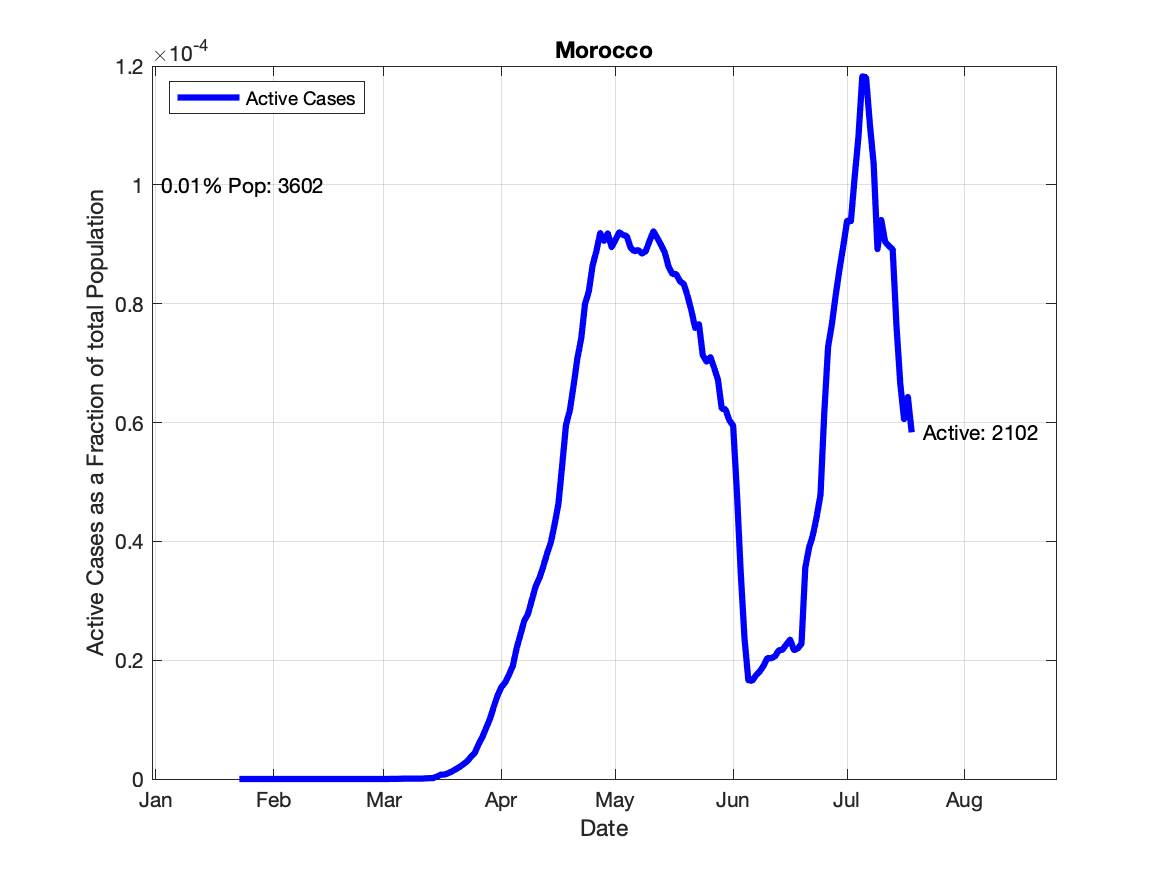 Morocco
×10⁻⁴
Active Cases
1.2
1
0.8
0.6
0.4
0.2
0
0.01% Pop: 3602
Active: 2102
Active Cases as a Fraction of total Population
Jan Feb Mar Apr May Jun Jul Aug
Date